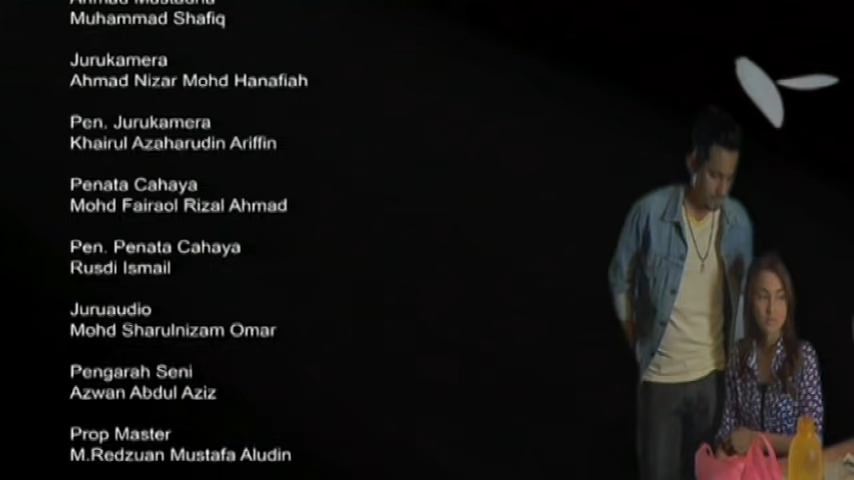 Muhammad Shafiq
Jurukamera
Ahmad Nizar Mohd Hanafiah
Pen. Jurukamera
Khairul Azaharudin Ariffin
Penata Cahaya
Mohd Fairaol Rizal Ahmad
Pen. Penata Cahaya
Rusdi Ismail
Juruaudio
Mohd Sharulnizam Omar
Pengarah Seni
Azwan Abdul Aziz
Prop Master
M.Redzuan Mustafa Aludin